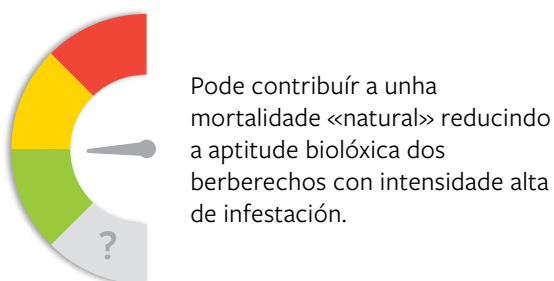 Pode contribuír a unha
mortalidade «natural» reducindo
a aptitude biolóxica dos
berberechos con intensidade alta
de infestación.
?